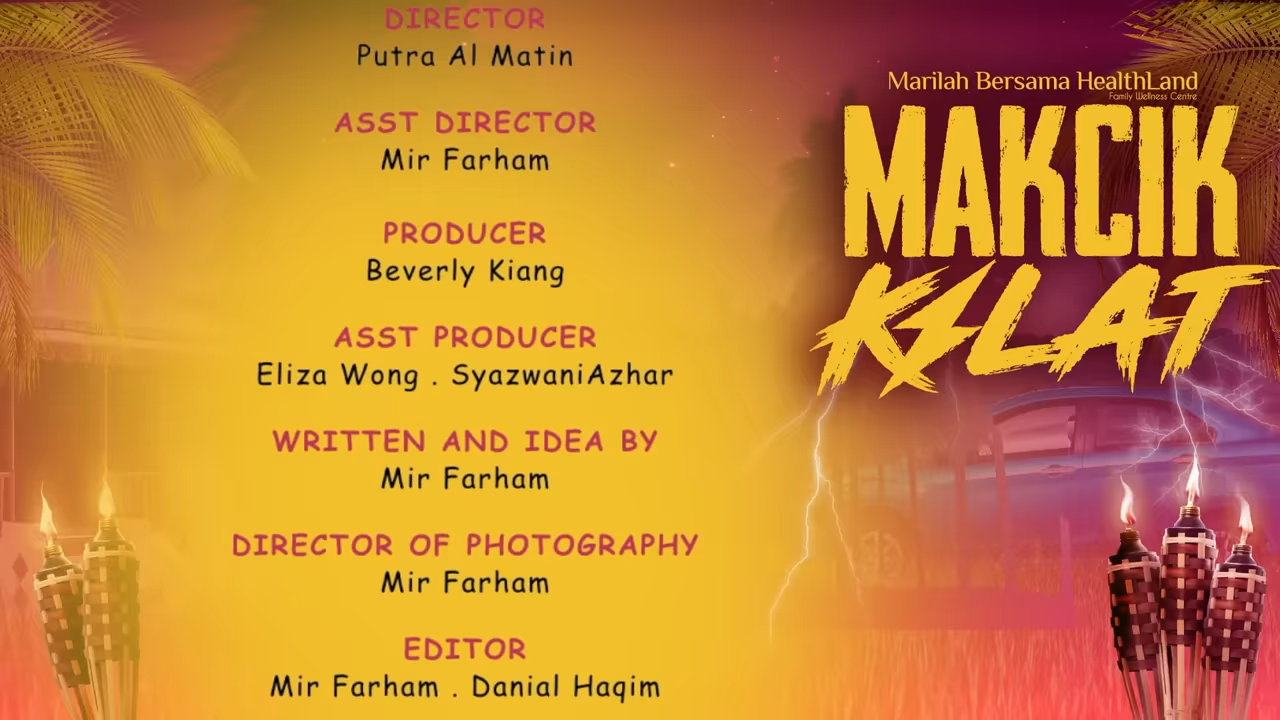 DIRECTOR
Putra Al Matin
ASST DIRECTOR
Mir Farham
PRODUCER
Beverly Kiang
ASST PRODUCER
Eliza Wong . SyazwaniAzhar
WRITTEN AND IDEA BY
Mir Farham
DIRECTOR OF PHOTOGRAPHY
Mir Farham
EDITOR
Mir Farham . Danial Haqim
Marilah Bersama HealthLand
Family Wellness Centre
MAKCIK
KILAT